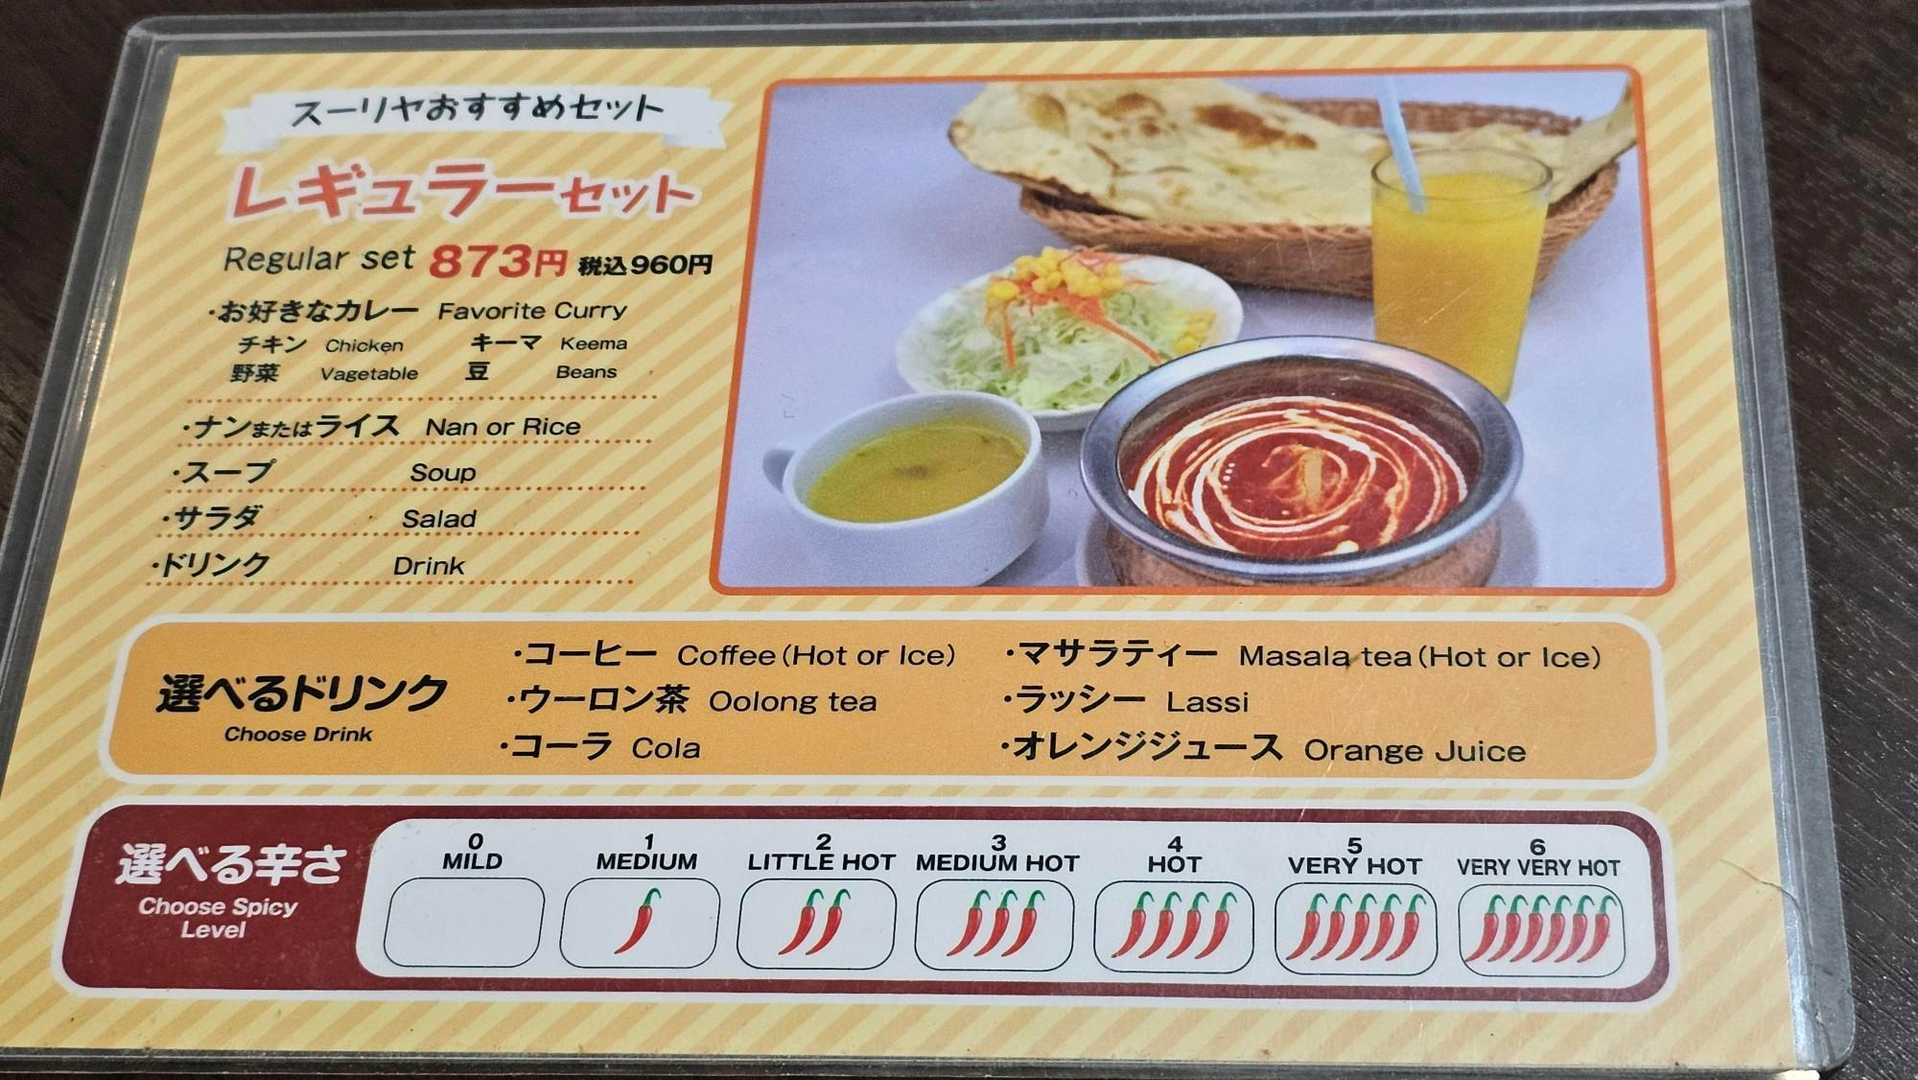 スーリヤおすすめセット
レギュラーセット
Regular set 873円 税込960円
・お好きなカレー Favorite Curry
チキン Chicken キーマ Keema
野菜 Vagetable 豆 Beans
・ナンまたはライス Nan or Rice
・スープ Soup
・サラダ Salad
・ドリンク Drink
選べるドリンク
Choose Drink
・コーヒー Coffee(Hot or Ice) ・マサラティー Masala tea(Hot or Ice)
・ウーロン茶 Oolong tea ・ラッシー Lassi
・コーラ Cola ・オレンジジュース Orange Juice
選べる辛さ
Choose Spicy
Level
0 1 2 3 4 5 6
MILD MEDIUM LITTLE HOT MEDIUM HOT HOT VERY HOT VERY VERY HOT